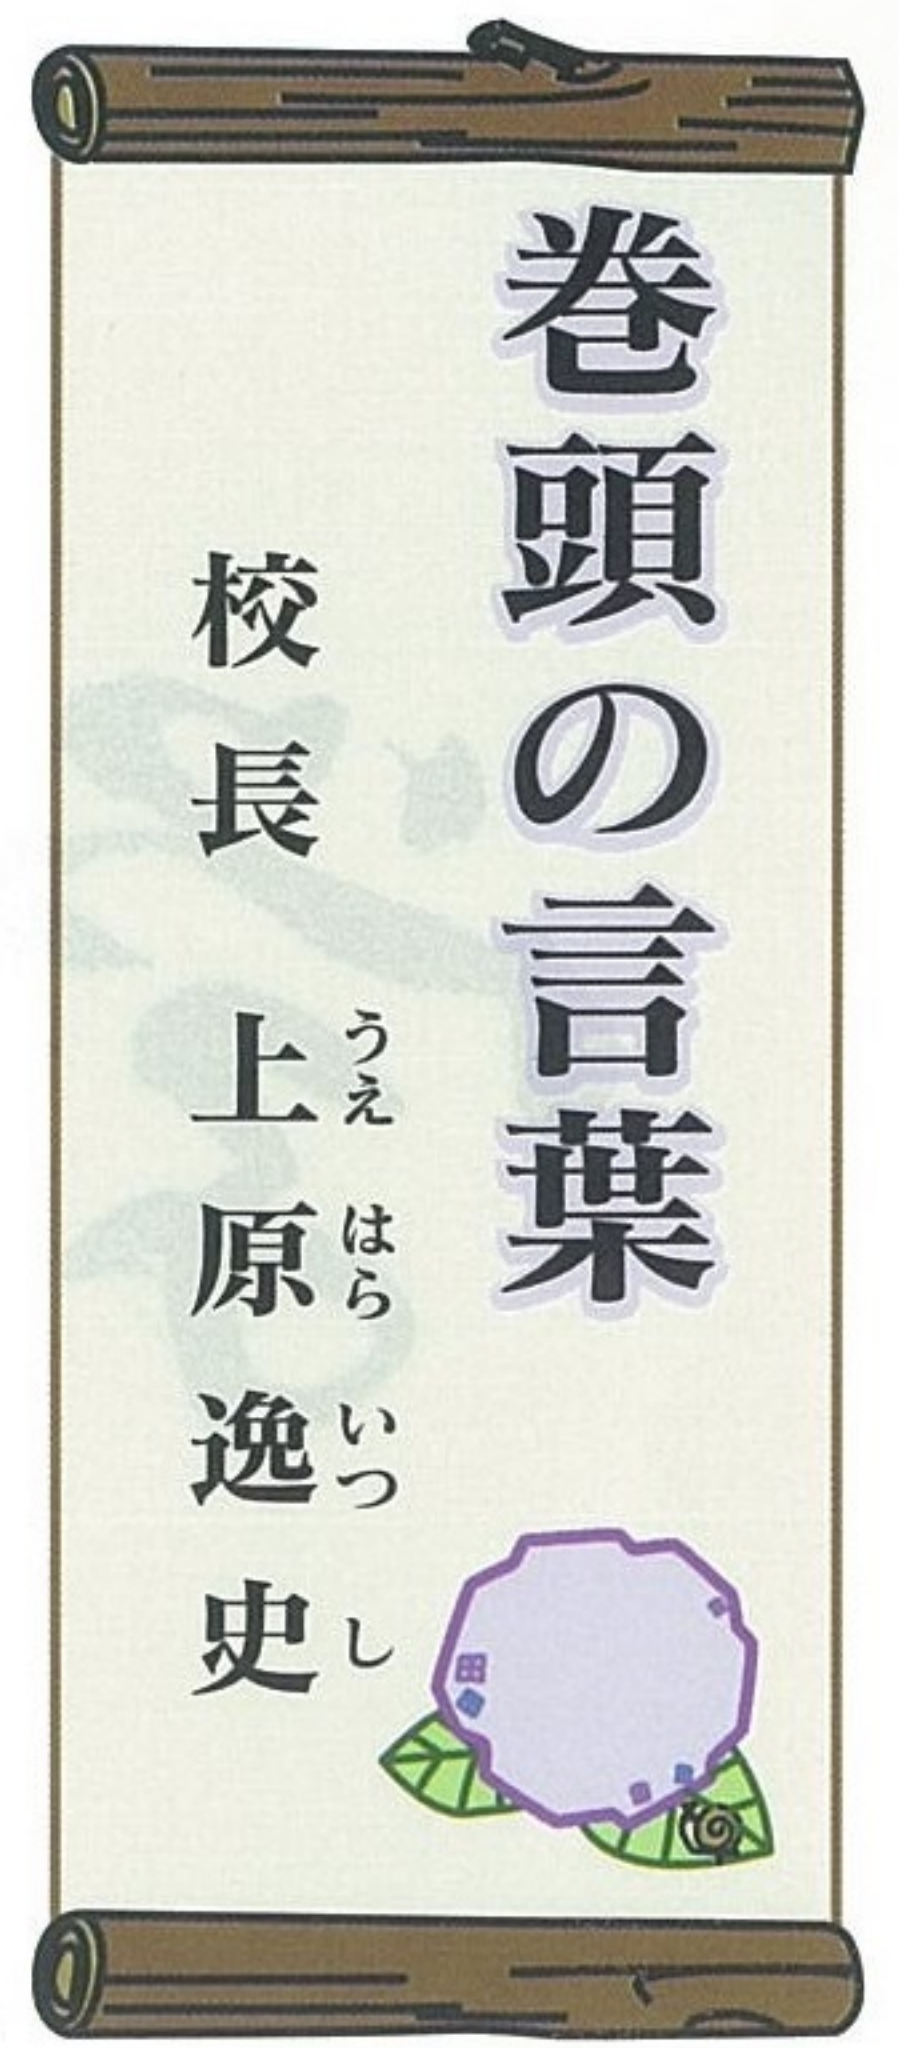 巻頭の言葉
校長 上原逸史
うえ はら いつ し